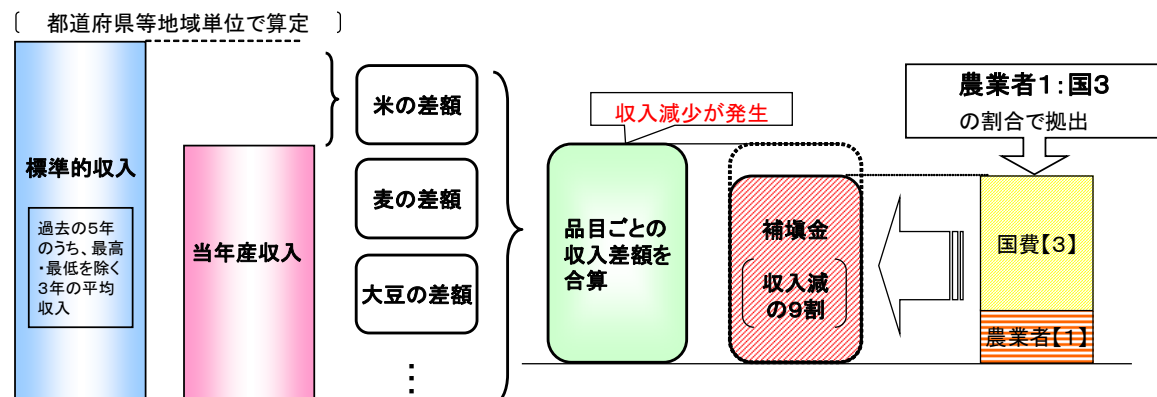 〔 都道府県等地域単位で算定 〕
標準的収入
過去の5年
のうち、最高
・最低を除く
3年の平均
収入
当年産収入
米の差額
麦の差額
大豆の差額
⋮
収入減少が発生
品目ごとの
収入差額を
合算
補塡金
収入減
の9割
農業者1:国3
の割合で拠出
国費【3】
農業者【1】